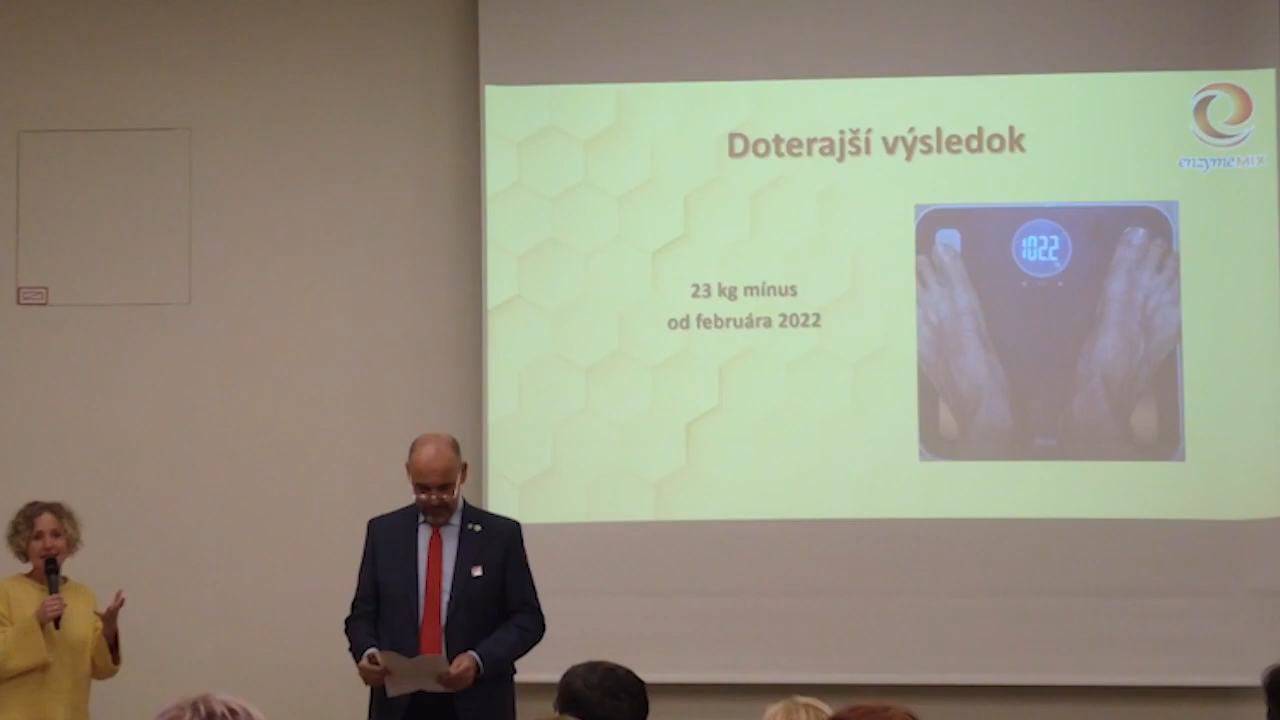 Doterajší výsledok
enzymeMIX
102.2
23 kg mínus
od februára 2022